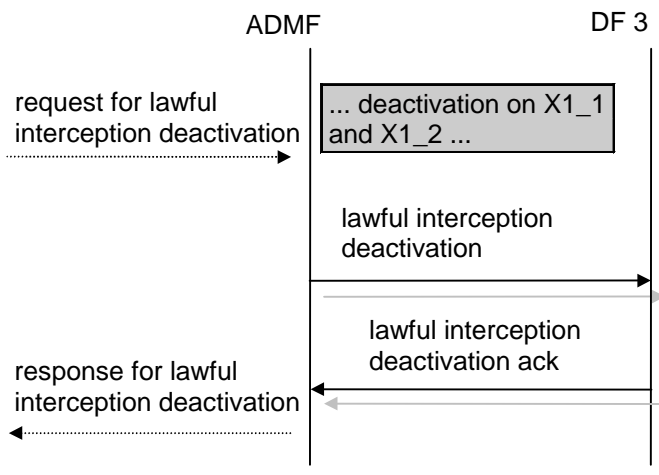 ADMF
DF 3
request for lawful
interception deactivation
... deactivation on X1_1
and X1_2 ...
lawful interception
deactivation
lawful interception
deactivation ack
response for lawful
interception deactivation